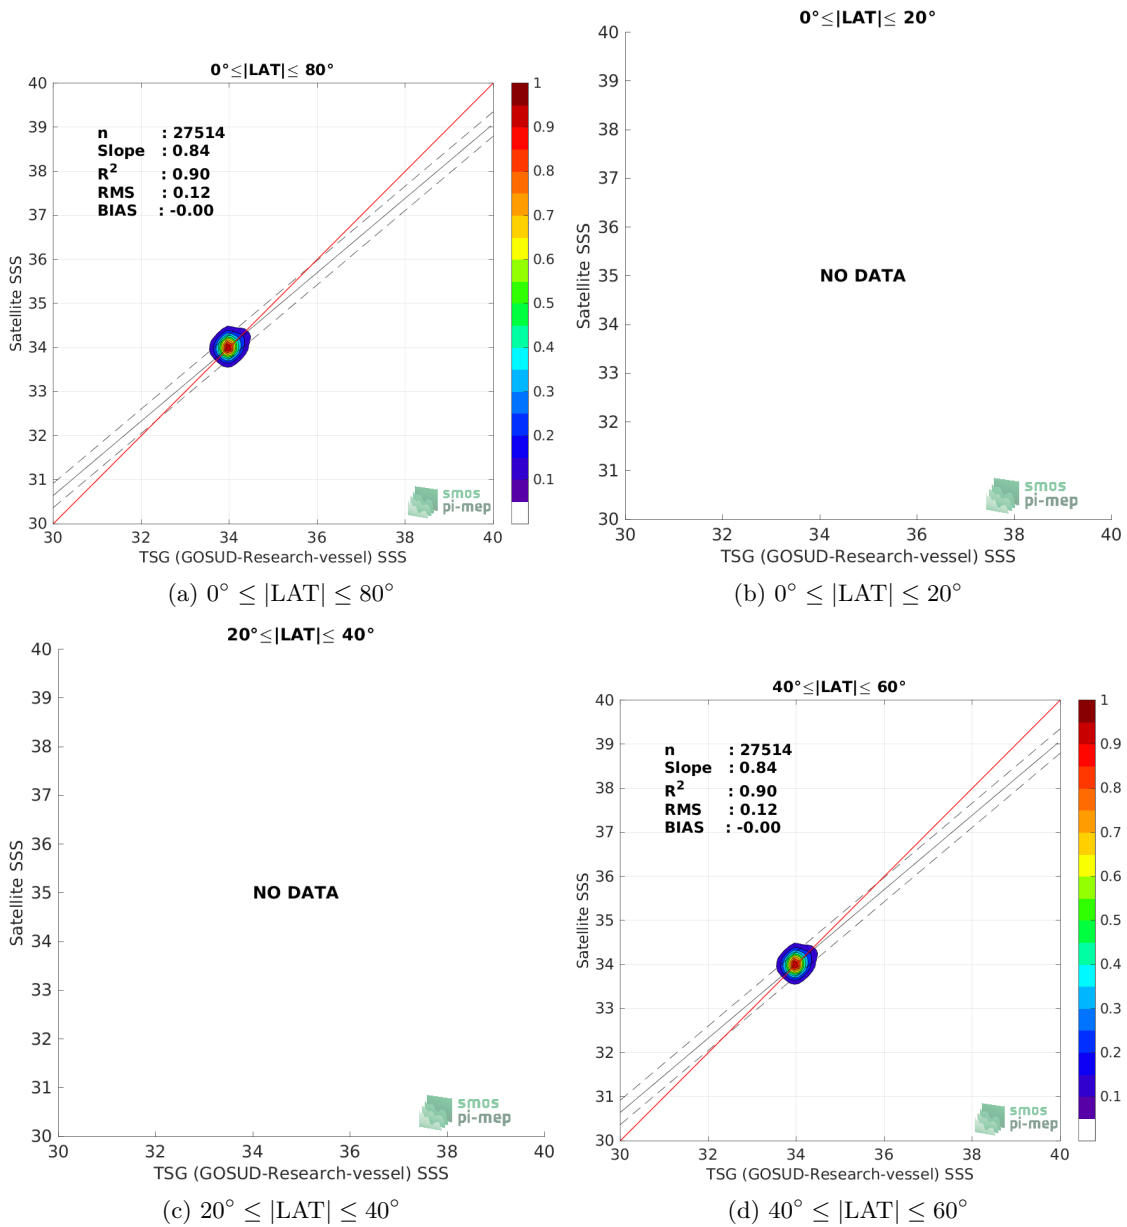 0°≤|LAT|≤ 80°
n : 27514
Slope : 0.84
R² : 0.90
RMS : 0.12
BIAS : -0.00
40
39
38
37
36
35
34
33
32
31
30
Satellite SSS
30 32 34 36 38 40
TSG (GOSUD-Research-vessel) SSS
1
0.9
0.8
0.7
0.6
0.5
0.4
0.3
0.2
0.1
smos
pi-mep
(a) 0° ≤ |LAT| ≤ 80°
0°≤|LAT|≤ 20°
40
39
38
37
36
35
34
33
32
31
30
Satellite SSS
NO DATA
smos
pi-mep
30 32 34 36 38 40
TSG (GOSUD-Research-vessel) SSS
(b) 0° ≤ |LAT| ≤ 20°
20°≤|LAT|≤ 40°
40
39
38
37
36
35
34
33
32
31
30
Satellite SSS
NO DATA
smos
pi-mep
30 32 34 36 38 40
TSG (GOSUD-Research-vessel) SSS
(c) 20° ≤ |LAT| ≤ 40°
40°≤|LAT|≤ 60°
n : 27514
Slope : 0.84
R² : 0.90
RMS : 0.12
BIAS : -0.00
40
39
38
37
36
35
34
33
32
31
30
Satellite SSS
30 32 34 36 38 40
TSG (GOSUD-Research-vessel) SSS
1
0.9
0.8
0.7
0.6
0.5
0.4
0.3
0.2
0.1
smos
pi-mep
(d) 40° ≤ |LAT| ≤ 60°